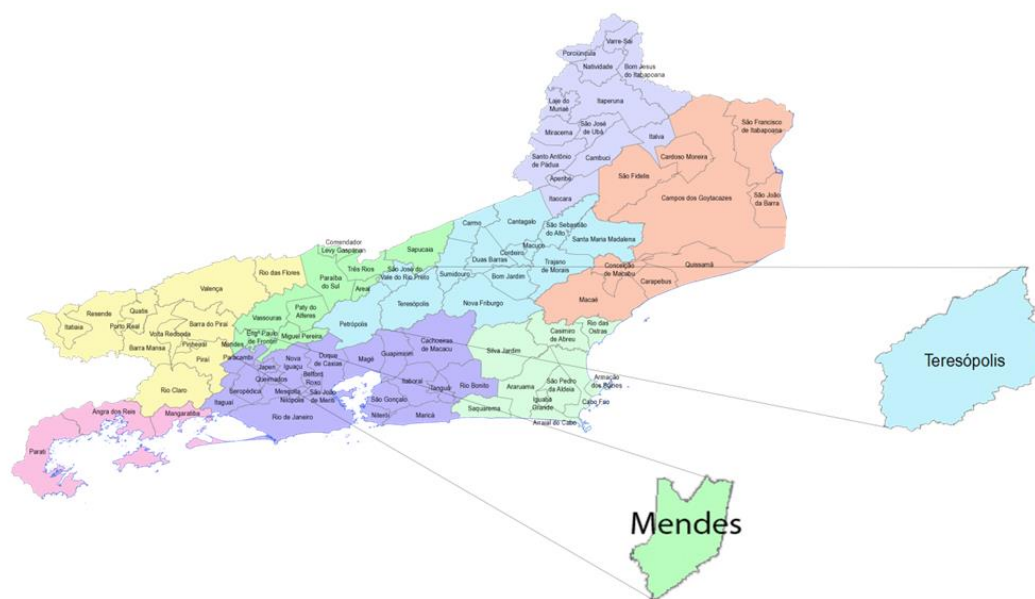 Varre-Sai
Porciúncula
Natividade
Bom Jesus
do Itabapoana
Laje do
Muriaé
Itaperuna
São Francisco
de Itabapoana
Miracema
São José
de Ubá
Italva
Santo Antônio
de Pádua
Cambuci
Cardoso Moreira
Aperibé
São Fidelis
Itaocara
Campos dos Goytacazes
São João
da Barra
Carmo
Cantagalo
São Sebastião
do Alto
Santa Maria Madalena
Macuco
Cordeiro
Duas Barras
Trajano
de Morais
Conceição
de Macabu
Quissamã
Carapebus
Macaé
Sumidouro
Bom Jardim
Nova Friburgo
Teresópolis
Petrópolis
Comendador
Levy Gasparian
Sapucaia
Três Rios
São José do
Vale do Rio Preto
Paraíba
do Sul
Areal
Rio das Flores
Valença
Vassouras
Paty do
Alferes
Miguel Pereira
Engº Paulo
de Frontin
Mendes
Resende
Itatiaia
Quatis
Porto Real
Barra do Piraí
Volta Redonda
Pinheiral
Barra Mansa
Piraí
Rio Claro
Angra dos Reis
Mangaratiba
Parati
Paracambi
Japeri
Nova
Iguaçu
Duque
de Caxias
Magé
Guapimirim
Cachoeiras
de Macacu
Queimados
Belford
Roxo
Seropédica
Mesquita
Nilópolis
São João
de Meriti
Itaguaí
Rio de Janeiro
Itaboraí
Tanguá
Rio Bonito
São Gonçalo
Niterói
Maricá
Silva Jardim
Casimiro
de Abreu
Rio das
Ostras
Araruama
São Pedro
da Aldeia
Iguaba
Grande
Armação
dos Búzios
Cabo Frio
Saquarema
Arraial do Cabo
Teresópolis
Mendes